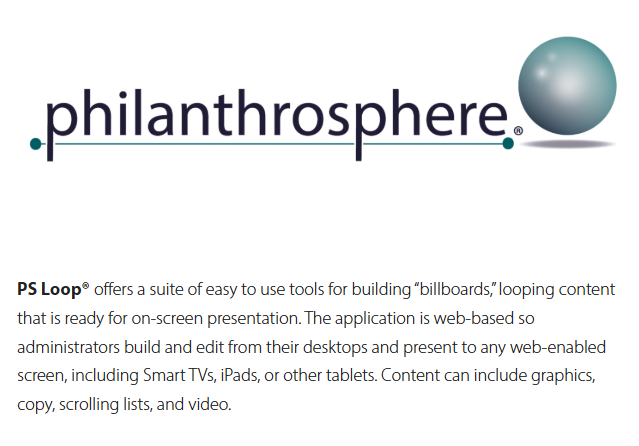 philanthrosphere®
PS Loop® offers a suite of easy to use tools for building “billboards,” looping content
that is ready for on-screen presentation. The application is web-based so
administrators build and edit from their desktops and present to any web-enabled
screen, including Smart TVs, iPads, or other tablets. Content can include graphics,
copy, scrolling lists, and video.